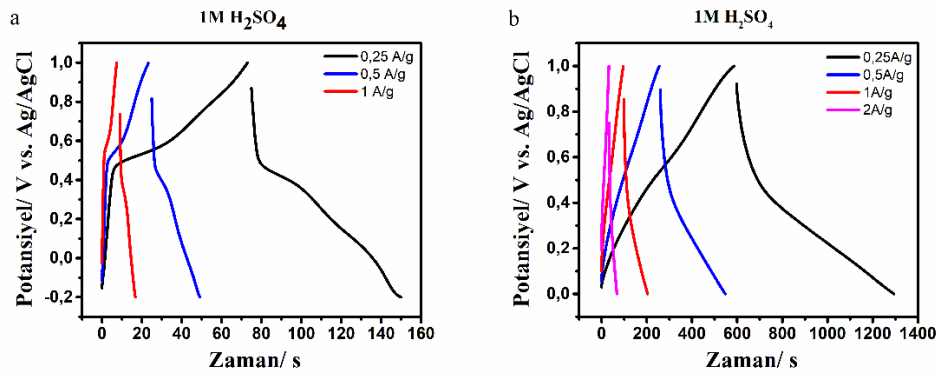 a
1M H₂SO₄
Potansiyel/ V vs. Ag/AgCl
1,0
0,8
0,6
0,4
0,2
0,0
-0,2
0,25 A/g
0,5 A/g
1 A/g
0 20 40 60 80 100 120 140 160
Zaman/ s
b
1M H₂SO₄
Potansiyel/ V vs. Ag/AgCl
1,0
0,8
0,6
0,4
0,2
0,0
0,25A/g
0,5A/g
1A/g
2A/g
0 200 400 600 800 1000 1200 1400
Zaman/ s